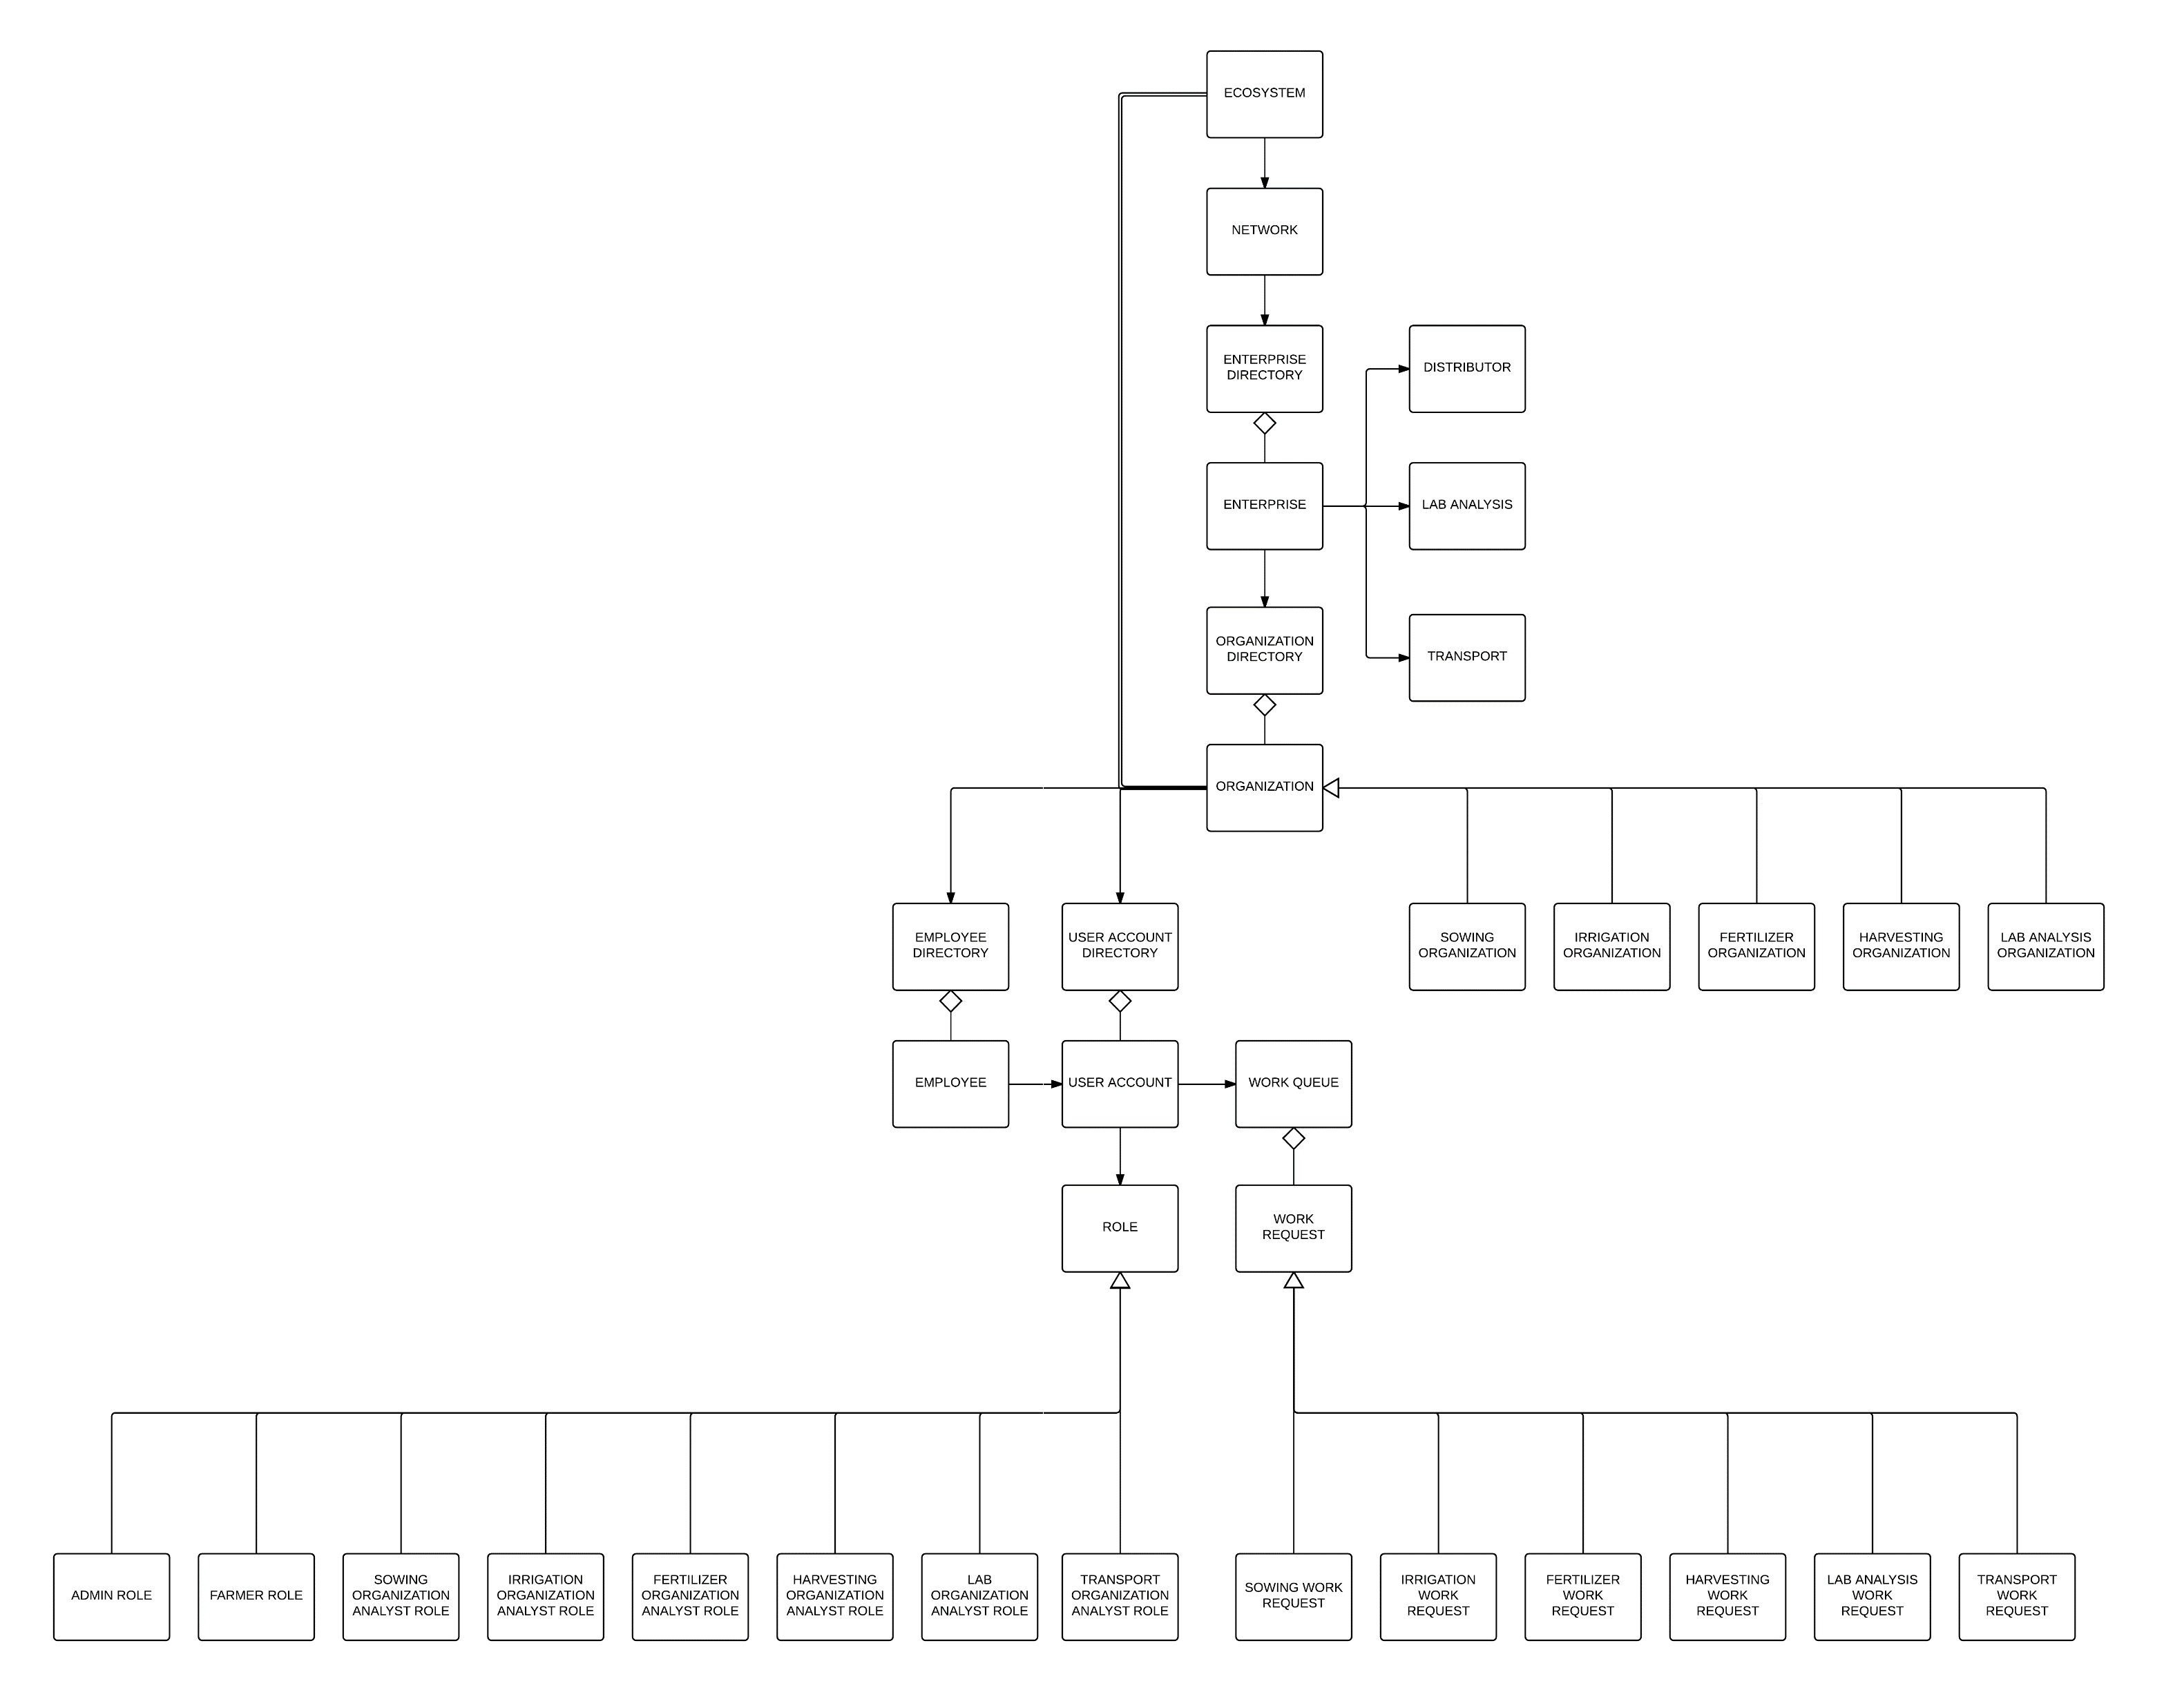 ECOSYSTEM
NETWORK
ENTERPRISE
DIRECTORY
DISTRIBUTOR
ENTERPRISE
LAB ANALYSIS
ORGANIZATION
DIRECTORY
TRANSPORT
ORGANIZATION
EMPLOYEE
DIRECTORY
USER ACCOUNT
DIRECTORY
SOWING
ORGANIZATION
IRRIGATION
ORGANIZATION
FERTILIZER
ORGANIZATION
HARVESTING
ORGANIZATION
LAB ANALYSIS
ORGANIZATION
EMPLOYEE
USER ACCOUNT
WORK QUEUE
ROLE
WORK
REQUEST
ADMIN ROLE
FARMER ROLE
SOWING
ORGANIZATION
ANALYST ROLE
IRRIGATION
ORGANIZATION
ANALYST ROLE
FERTILIZER
ORGANIZATION
ANALYST ROLE
HARVESTING
ORGANIZATION
ANALYST ROLE
LAB
ORGANIZATION
ANALYST ROLE
TRANSPORT
ORGANIZATION
ANALYST ROLE
SOWING WORK
REQUEST
IRRIGATION
WORK
REQUEST
FERTILIZER
WORK
REQUEST
HARVESTING
WORK
REQUEST
LAB ANALYSIS
WORK
REQUEST
TRANSPORT
WORK
REQUEST